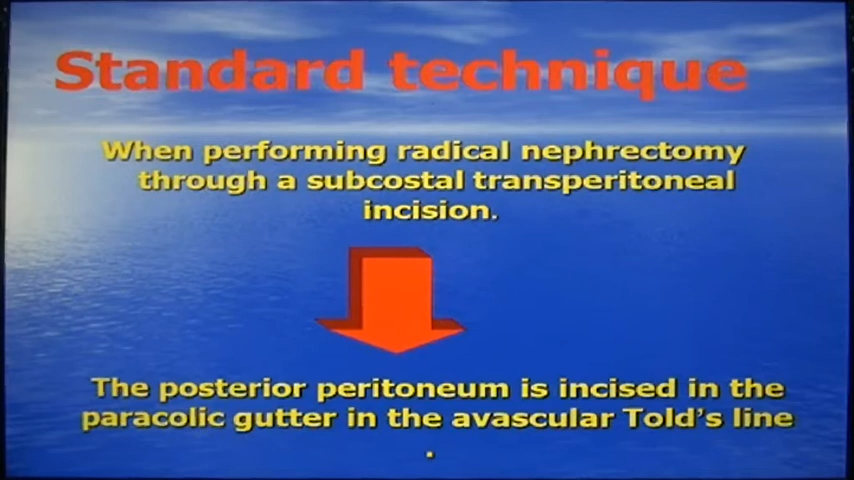 Standard technique
When performing radical nephrectomy
through a subcostal transperitoneal
incision.
The posterior peritoneum is incised in the
paracolic gutter in the avascular Told's line
.